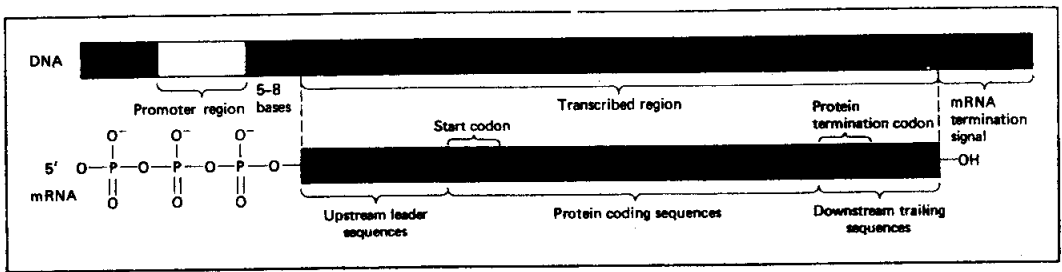 DNA
Promoter region
5–8
bases
Transcribed region
mRNA
termination
signal
Start codon
Protein
termination codon
O⁻ O⁻ O⁻
5′ O—P—O—P—O—P—O— —OH
mRNA
O O O
Upstream leader
sequences
Protein coding sequences
Downstream trailing
sequences